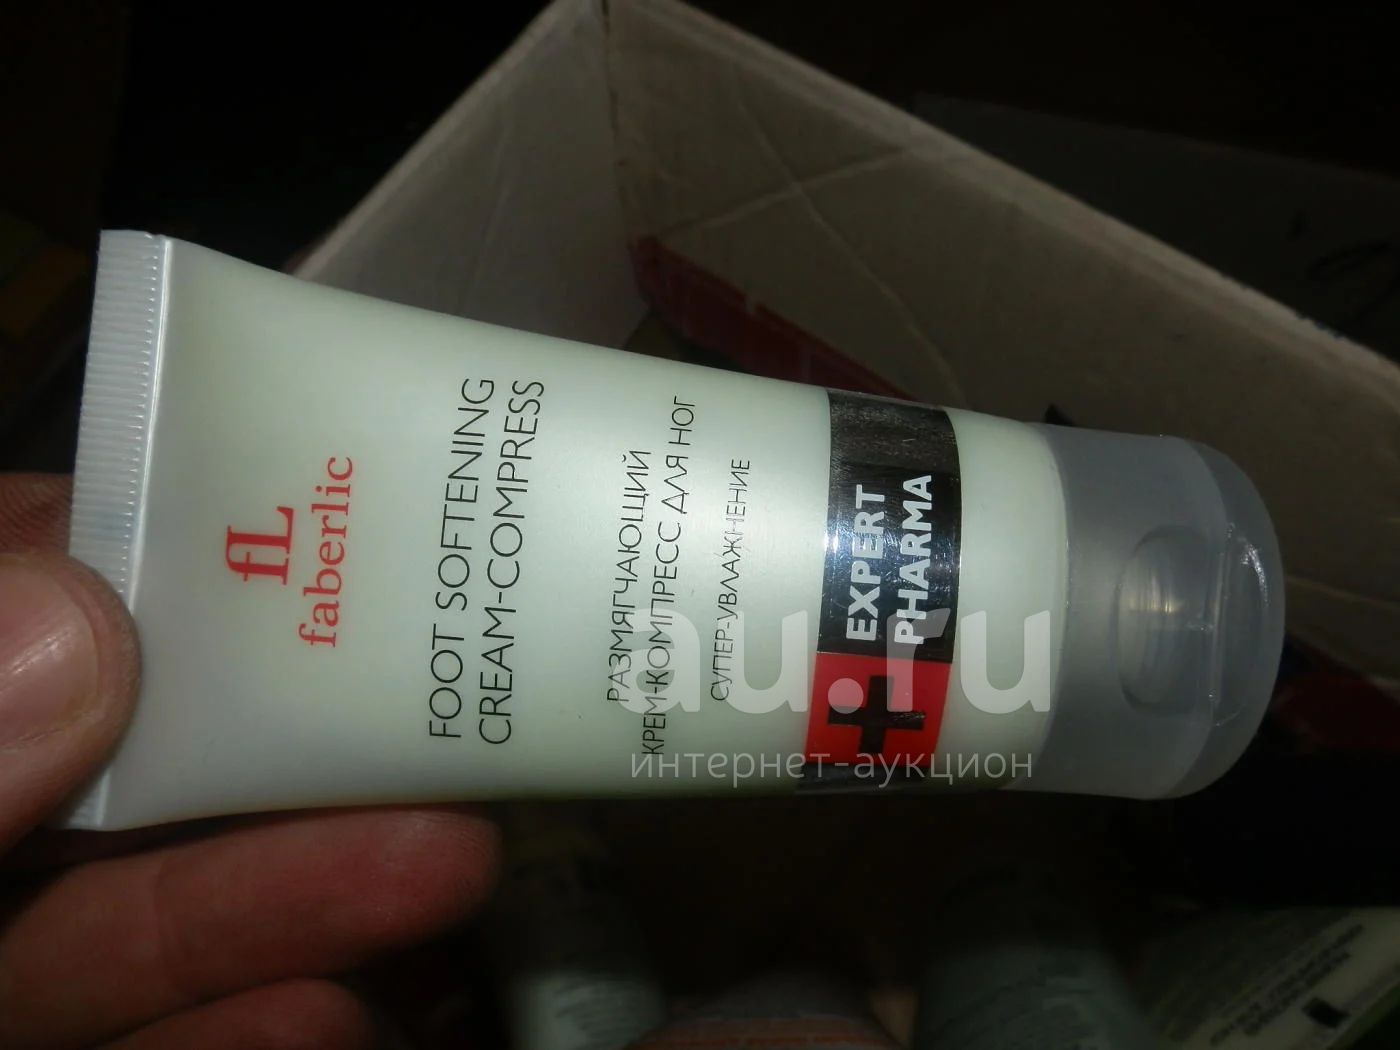 fL
faberlic
FOOT SOFTENING
CREAM-COMPRESS
РАЗМЯГЧАЮЩИЙ
КРЕМ-КОМПРЕСС ДЛЯ НОГ
СУПЕР-УВЛАЖНЕНИЕ
EXPERT
PHARMA
au.ru
интернет-аукцион